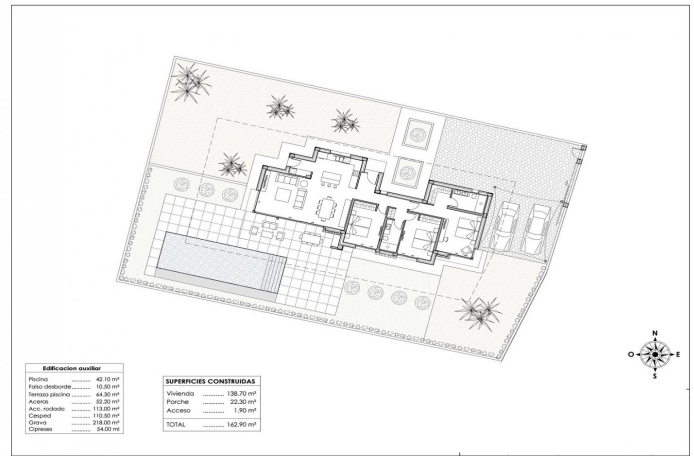 N
O
E
S
Edificacion auxiliar
Piscina ............ 42.10 m²
Falso desborde ............ 10.50 m²
Terraza piscina ............ 64.30 m²
Aceras ............ 52.20 m²
Acc. rodado ............ 113.00 m²
Cesped ............ 110.50 m²
Grava ............ 218.00 m²
Cipreses ............ 54.00 ml
SUPERFICIES CONSTRUIDAS
Vivienda ............ 138,70 m²
Porche ............ 22.30 m²
Acceso ............ 1.90 m²
TOTAL ............ 162.90 m²